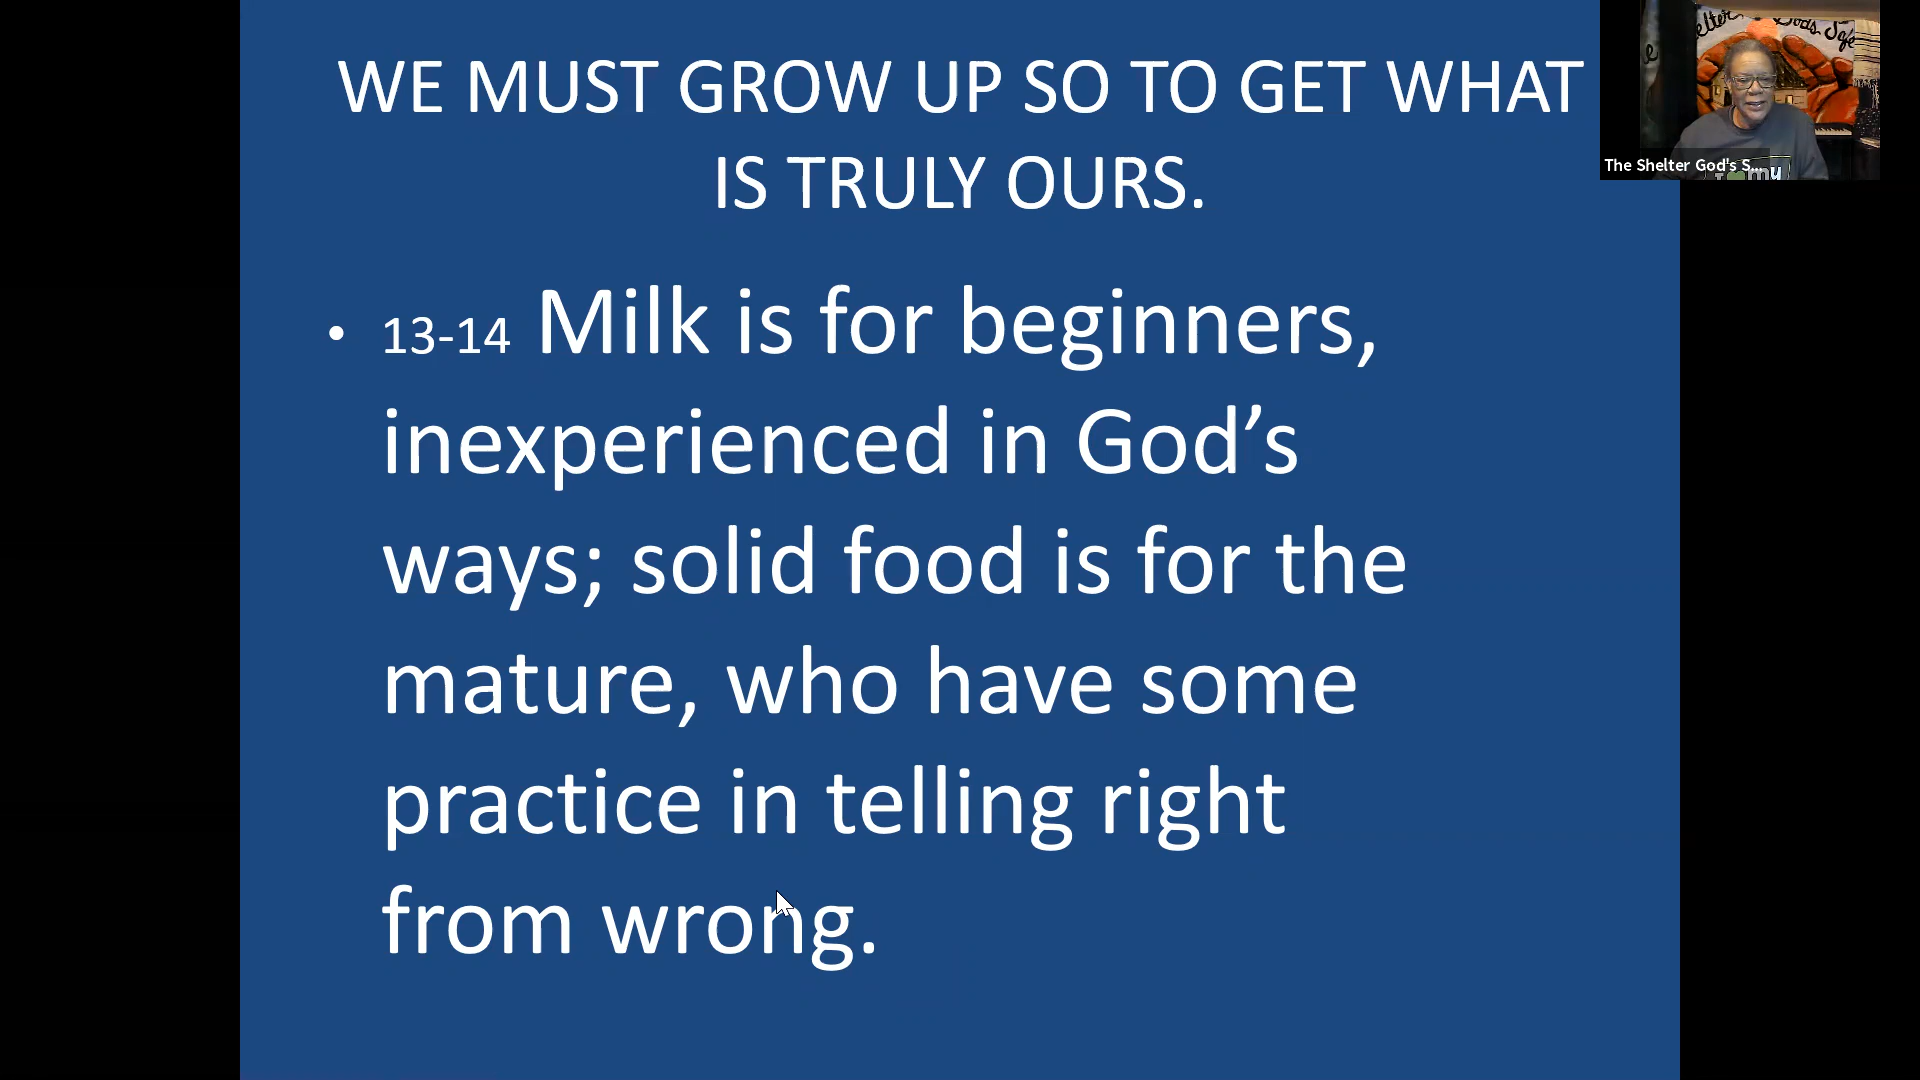 WE MUST GROW UP SO TO GET WHAT
IS TRULY OURS.
• 13-14 Milk is for beginners,
inexperienced in God’s
ways; solid food is for the
mature, who have some
practice in telling right
from wrong.
The Shelter God's S...
my